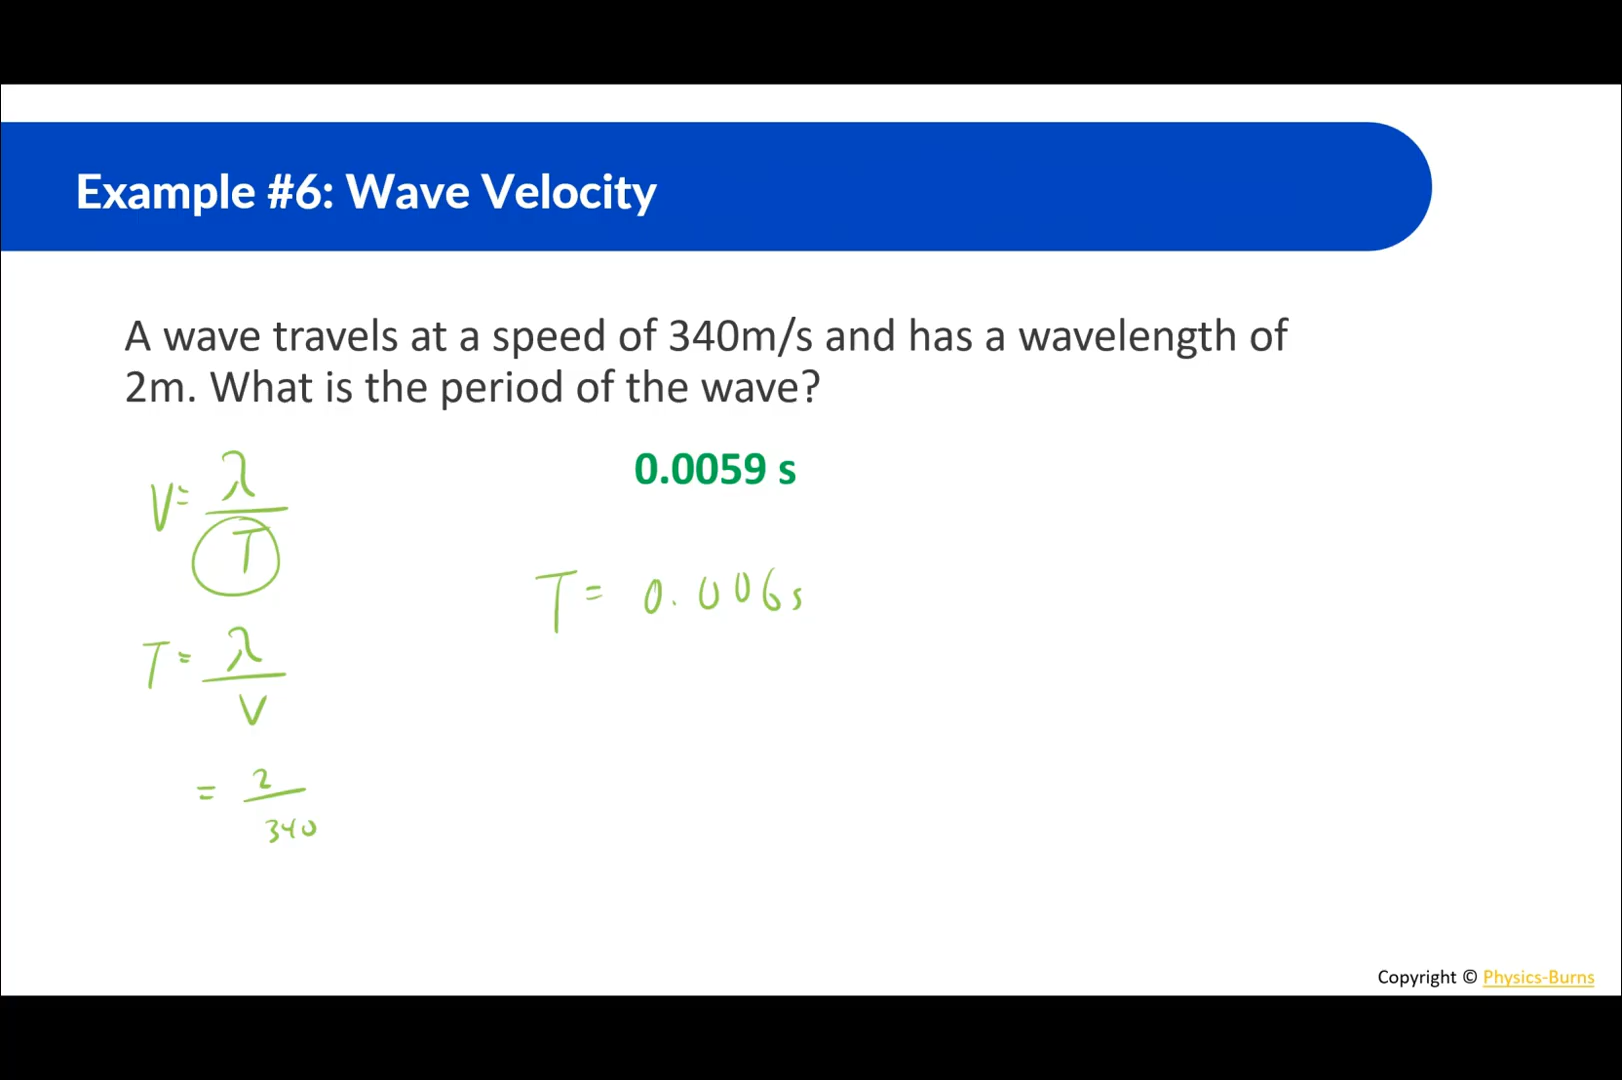 Example #6: Wave Velocity
A wave travels at a speed of 340m/s and has a wavelength of
2m. What is the period of the wave?
0.0059 s
V = λ
T
T = 0.006s
T = λ
V
= 2
340
Copyright © Physics-Burns